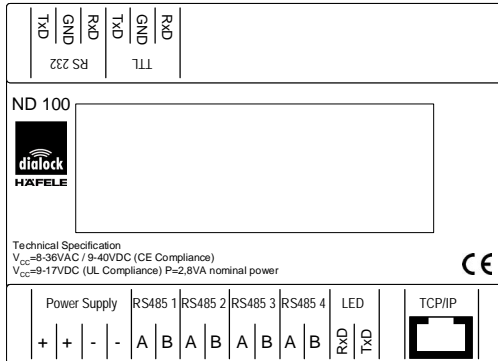 TxD GND RxD TxD GND RxD
RS 232 TTL
ND 100
dialock
HÄFELE
Technical Specification
VCC=8-36VAC / 9-40VDC (CE Compliance)
VCC=9-17VDC (UL Compliance) P=2,8VA nominal power
CE
Power Supply RS485 1 RS485 2 RS485 3 RS485 4 LED TCP/IP
+ + - - A B A B A B A B RxD TxD